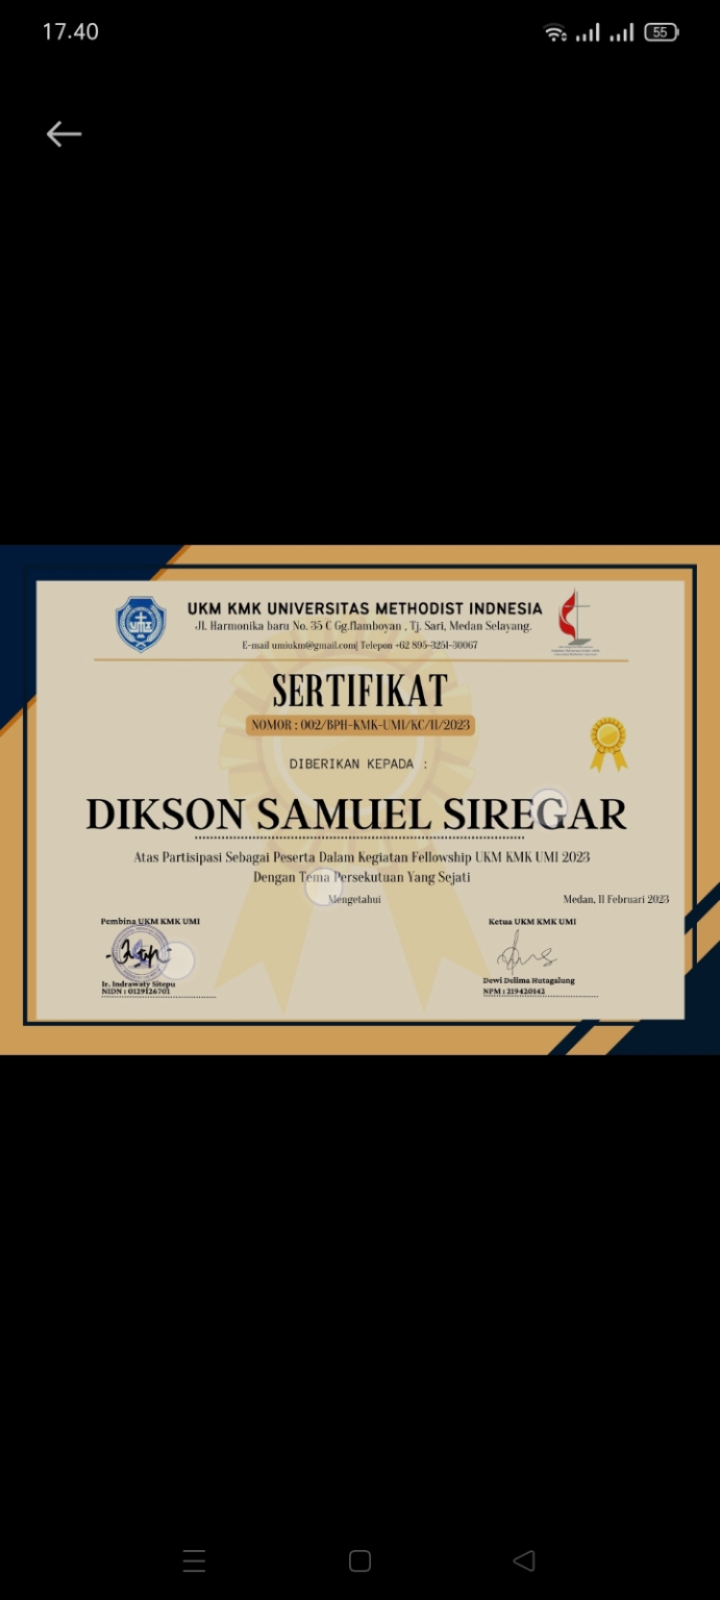 17.40
55
UKM KMK UNIVERSITAS METHODIST INDNESIA
Jl. Harmonika baru No. 35 C Gg.flamboyan , Tj. Sari, Medan Selayang.
E-mail umiukm@gmail.com| Telepon +62 895-3251-30067
SERTIFIKAT
NOMOR : 002/BPH-KMK-UMI/KC/II/2023
DIBERIKAN KEPADA :
DIKSON SAMUEL SIREGAR
Atas Partisipasi Sebagai Peserta Dalam Kegiatan Fellowship UKM KMK UMI 2023
Dengan Tema Persekutuan Yang Sejati
Mengetahui
Medan, 11 Februari 2023
Pembina UKM KMK UMI
Ketua UKM KMK UMI
Ir. Indrawaty Sitepu
NIDN : 0129126701
Dewi Delima Hutagalung
NPM : 219420142